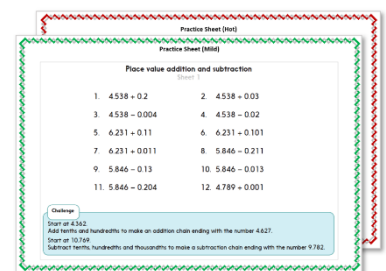 Practice Sheet (Hot)
Practice Sheet (Mild)
Place value addition and subtraction
Sheet 1
1. 4.538 + 0.2 2. 4.538 + 0.03
3. 4.538 – 0.004 4. 4.538 – 0.02
5. 6.231 + 0.11 6. 6.231 + 0.101
7. 6.231 + 0.011 8. 5.846 – 0.211
9. 5.846 – 0.13 10. 5.846 – 0.013
11. 5.846 – 0.204 12. 4.789 + 0.001
Challenge
Start at 4.362.
Add tenths and hundredths to make an addition chain ending with the number 4.627.
Start at 10.769.
Subtract tenths, hundredths and thousandths to make a subtraction chain ending with the number 9.782.